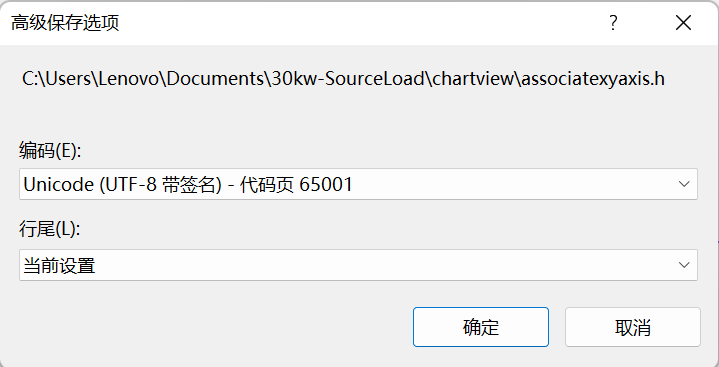 高级保存选项
?
C:\Users\Lenovo\Documents\30kw-SourceLoad\chartview\associatexyaxis.h
编码(E):
Unicode (UTF-8 带签名) - 代码页 65001
行尾(L):
当前设置
确定 取消